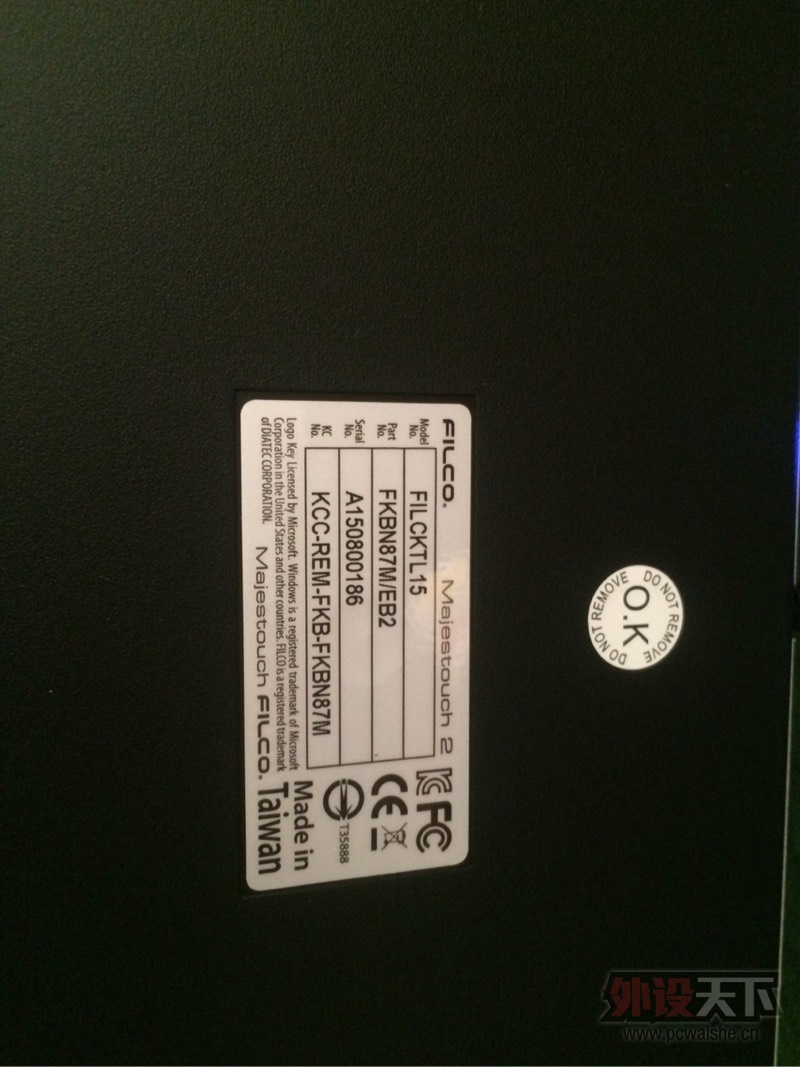 FILCO.
Majestouch 2
Model No. FILCKTL15
Part No. FKBN87M/EB2
Serial No. A150800186
KC No. KCC-REM-FKB-FKBN87M
Logo Key Licensed by Microsoft. Windows is a registered trademark of Microsoft
Corporation in the United States and other countries. FILCO is a registered trademark
of DIATEC CORPORATION.
Majestouch FILCO.
FC
CE
T35888
Made in
Taiwan
DO NOT REMOVE
O.K
DO NOT REMOVE
外设天下
www.pcwaishe.cn